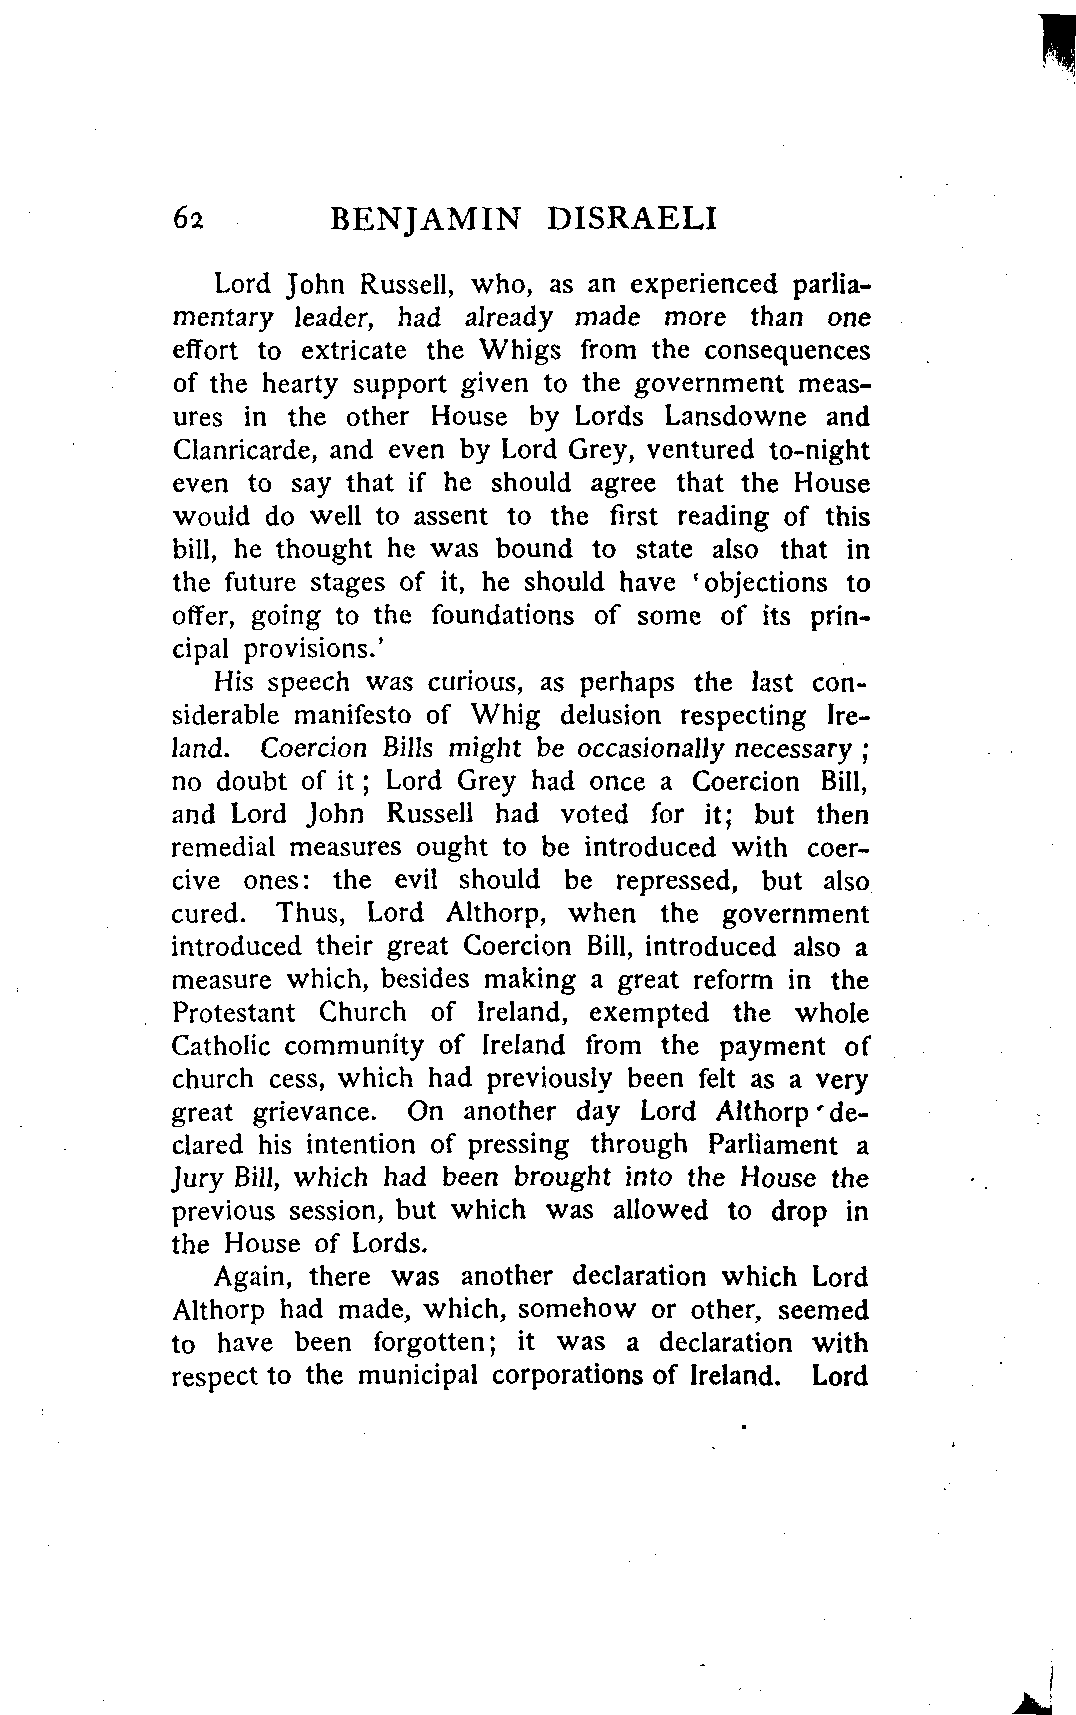 62 BENJAMIN DISRAELI
Lord John Russell, who, as an experienced parlia-
mentary leader, had already made more than one
effort to extricate the Whigs from the consequences
of the hearty support given to the government meas-
ures in the other House by Lords Lansdowne and
Clanricarde, and even by Lord Grey, ventured to-night
even to say that if he should agree that the House
would do well to assent to the first reading of this
bill, he thought he was bound to state also that in
the future stages of it, he should have ‘objections to
offer, going to the foundations of some of its prin-
cipal provisions.’
His speech was curious, as perhaps the last con-
siderable manifesto of Whig delusion respecting Ire-
land. Coercion Bills might be occasionally necessary ;
no doubt of it ; Lord Grey had once a Coercion Bill,
and Lord John Russell had voted for it; but then
remedial measures ought to be introduced with coer-
cive ones: the evil should be repressed, but also
cured. Thus, Lord Althorp, when the government
introduced their great Coercion Bill, introduced also a
measure which, besides making a great reform in the
Protestant Church of Ireland, exempted the whole
Catholic community of Ireland from the payment of
church cess, which had previously been felt as a very
great grievance. On another day Lord Althorp ‘de-
clared his intention of pressing through Parliament a
Jury Bill, which had been brought into the House the
previous session, but which was allowed to drop in
the House of Lords.
Again, there was another declaration which Lord
Althorp had made, which, somehow or other, seemed
to have been forgotten; it was a declaration with
respect to the municipal corporations of Ireland. Lord